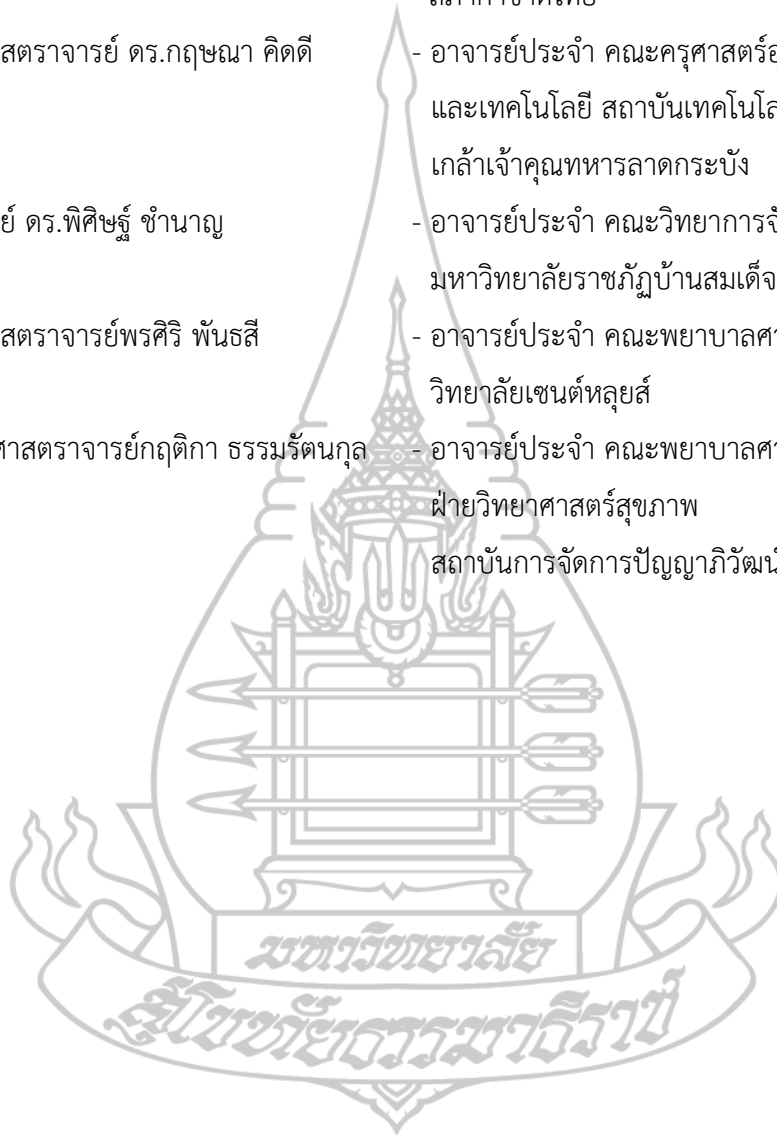 สตราจารย์ ดร.กฤษณา คิดดี - อาจารย์ประจำ คณะครุศาสตร์อ
และเทคโนโลยี สถาบันเทคโนโล
เกล้าเจ้าคุณทหารลาดกระบัง
ย์ ดร.พิศิษฐ์ ชำนาญ - อาจารย์ประจำ คณะวิทยาการจั
มหาวิทยาลัยราชภัฏบ้านสมเด็จ
สตราจารย์พรศิริ พันธสี - อาจารย์ประจำ คณะพยาบาลศา
วิทยาลัยเซนต์หลุยส์
ศาสตราจารย์กฤติกา ธรรมรัตนกุล - อาจารย์ประจำ คณะพยาบาลศา
ฝ่ายวิทยาศาสตร์สุขภาพ
สถาบันการจัดการปัญญาภิวัฒน์
มหาวิทยาลัย
สุโขทัยธรรมาธิราช